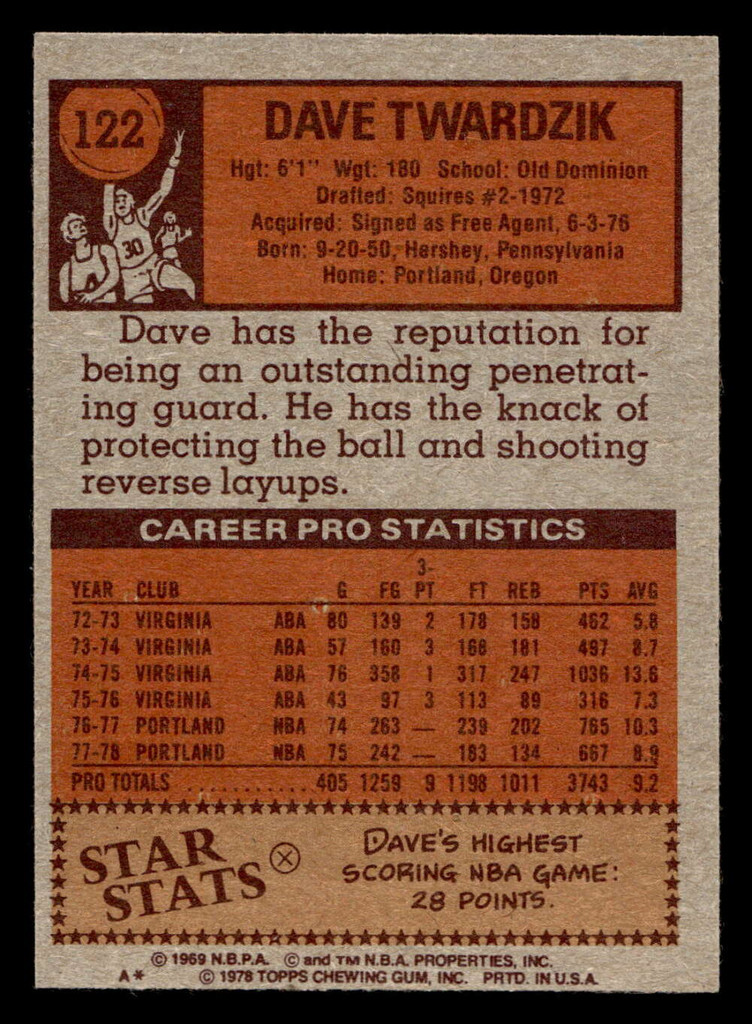 122
30
DAVE TWARDZIK
Hgt: 6'1" Wgt: 180 School: Old Dominion
Drafted: Squires #2-1972
Acquired: Signed as Free Agent, 6-3-76
Born: 9-20-50, Hershey, Pennsylvania
Home: Portland, Oregon
Dave has the reputation for
being an outstanding penetrat-
ing guard. He has the knack of
protecting the ball and shooting
reverse layups.
CAREER PRO STATISTICS
YEAR CLUB G FG 3-PT FT REB PTS AVG
72-73 VIRGINIA ABA 80 139 2 178 158 462 5.8
73-74 VIRGINIA ABA 57 160 3 168 181 497 8.7
74-75 VIRGINIA ABA 76 358 1 317 247 1036 13.6
75-76 VIRGINIA ABA 43 97 3 113 89 316 7.3
76-77 PORTLAND NBA 74 263 — 239 202 765 10.3
77-78 PORTLAND NBA 75 242 — 183 134 667 8.9
PRO TOTALS ............ 405 1259 9 1198 1011 3743 9.2
STAR
STATS
DAVE'S HIGHEST
SCORING NBA GAME:
28 POINTS.
© 1969 N.B.P.A. © and TM N.B.A. PROPERTIES, INC.
A* © 1978 TOPPS CHEWING GUM, INC. PRTD. IN U.S.A.